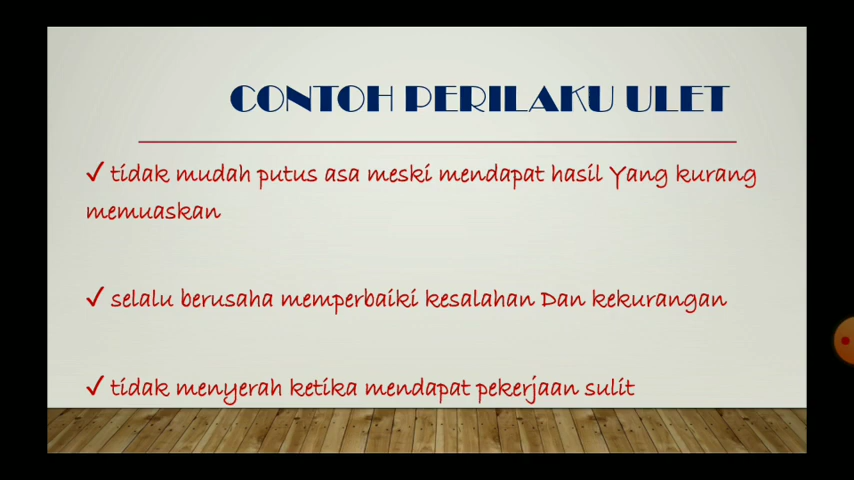 CONTOH PERILAKU ULET
✓ tidak mudah putus asa meski mendapat hasil Yang kurang
memuaskan
✓ selalu berusaha memperbaiki kesalahan Dan kekurangan
✓ tidak menyerah ketika mendapat pekerjaan sulit